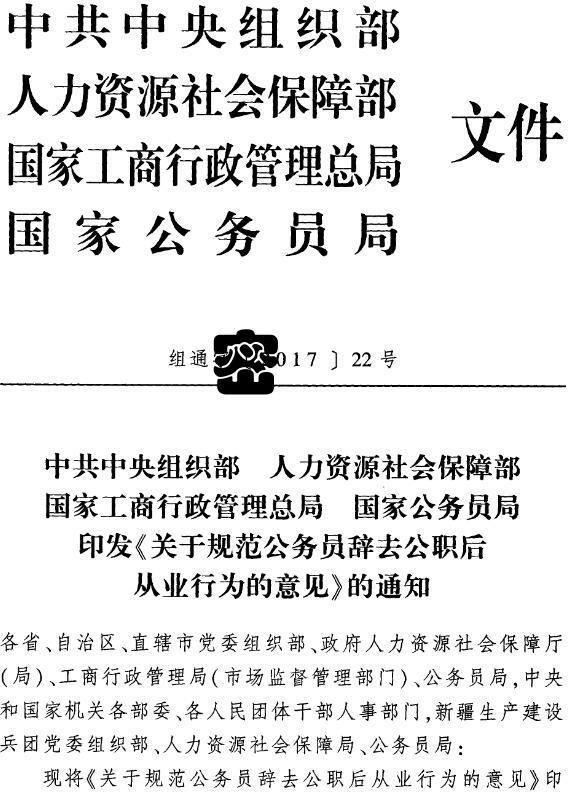 中共中央组织部
人力资源社会保障部
国家工商行政管理总局
国家公务员局
文件
组通 017〕22号
中共中央组织部 人力资源社会保障部
国家工商行政管理总局 国家公务员局
印发《关于规范公务员辞去公职后
从业行为的意见》的通知
各省、自治区、直辖市党委组织部、政府人力资源社会保障厅
(局)、工商行政管理局(市场监督管理部门)、公务员局,中央
和国家机关各部委、各人民团体干部人事部门,新疆生产建设
兵团党委组织部、人力资源社会保障局、公务员局:
现将《关于规范公务员辞去公职后从业行为的意见》印